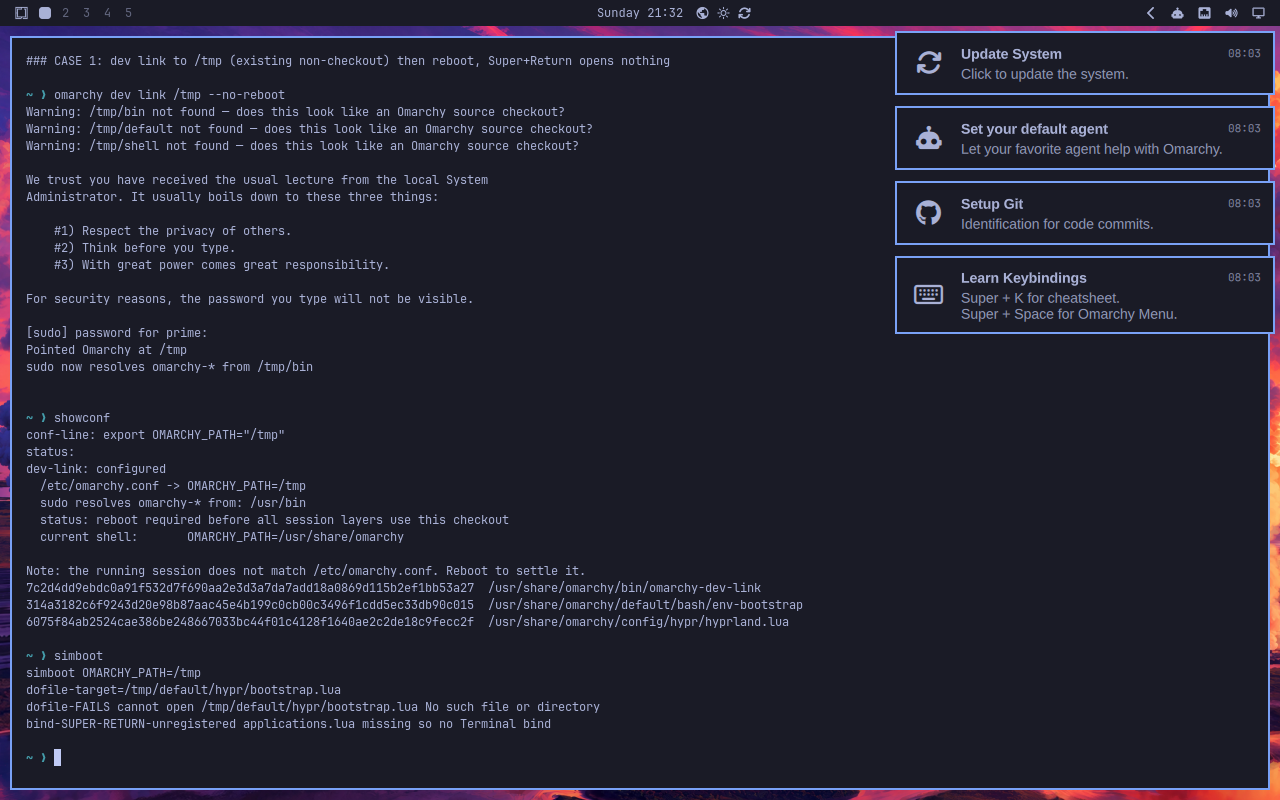 2 3 4 5
Sunday 21:32
### CASE 1: dev link to /tmp (existing non-checkout) then reboot, Super+Return opens nothing
~ ❯ omarchy dev link /tmp --no-reboot
Warning: /tmp/bin not found — does this look like an Omarchy source checkout?
Warning: /tmp/default not found — does this look like an Omarchy source checkout?
Warning: /tmp/shell not found — does this look like an Omarchy source checkout?
We trust you have received the usual lecture from the local System
Administrator. It usually boils down to these three things:
#1) Respect the privacy of others.
#2) Think before you type.
#3) With great power comes great responsibility.
For security reasons, the password you type will not be visible.
[sudo] password for prime:
Pointed Omarchy at /tmp
sudo now resolves omarchy-* from /tmp/bin
~ ❯ showconf
conf-line: export OMARCHY_PATH="/tmp"
status:
dev-link: configured
/etc/omarchy.conf -> OMARCHY_PATH=/tmp
sudo resolves omarchy-* from: /usr/bin
status: reboot required before all session layers use this checkout
current shell: OMARCHY_PATH=/usr/share/omarchy
Note: the running session does not match /etc/omarchy.conf. Reboot to settle it.
7c2d4dd9ebdc0a91f532d7f690aa2e3d3a7da7add18a0869d115b2ef1bb53a27 /usr/share/omarchy/bin/omarchy-dev-link
314a3182c6f9243d20e98b87aac45e4b199c0cb00c3496f1cdd5ec33db90c015 /usr/share/omarchy/default/bash/env-bootstrap
6075f84ab2524cae386be248667033bc44f01c4128f1640ae2c2de18c9fecc2f /usr/share/omarchy/config/hypr/hyprland.lua
~ ❯ simboot
simboot OMARCHY_PATH=/tmp
dofile-target=/tmp/default/hypr/bootstrap.lua
dofile-FAILS cannot open /tmp/default/hypr/bootstrap.lua No such file or directory
bind-SUPER-RETURN-unregistered applications.lua missing so no Terminal bind
~ ❯
Update System 08:03
Click to update the system.
Set your default agent 08:03
Let your favorite agent help with Omarchy.
Setup Git 08:03
Identification for code commits.
Learn Keybindings 08:03
Super + K for cheatsheet.
Super + Space for Omarchy Menu.